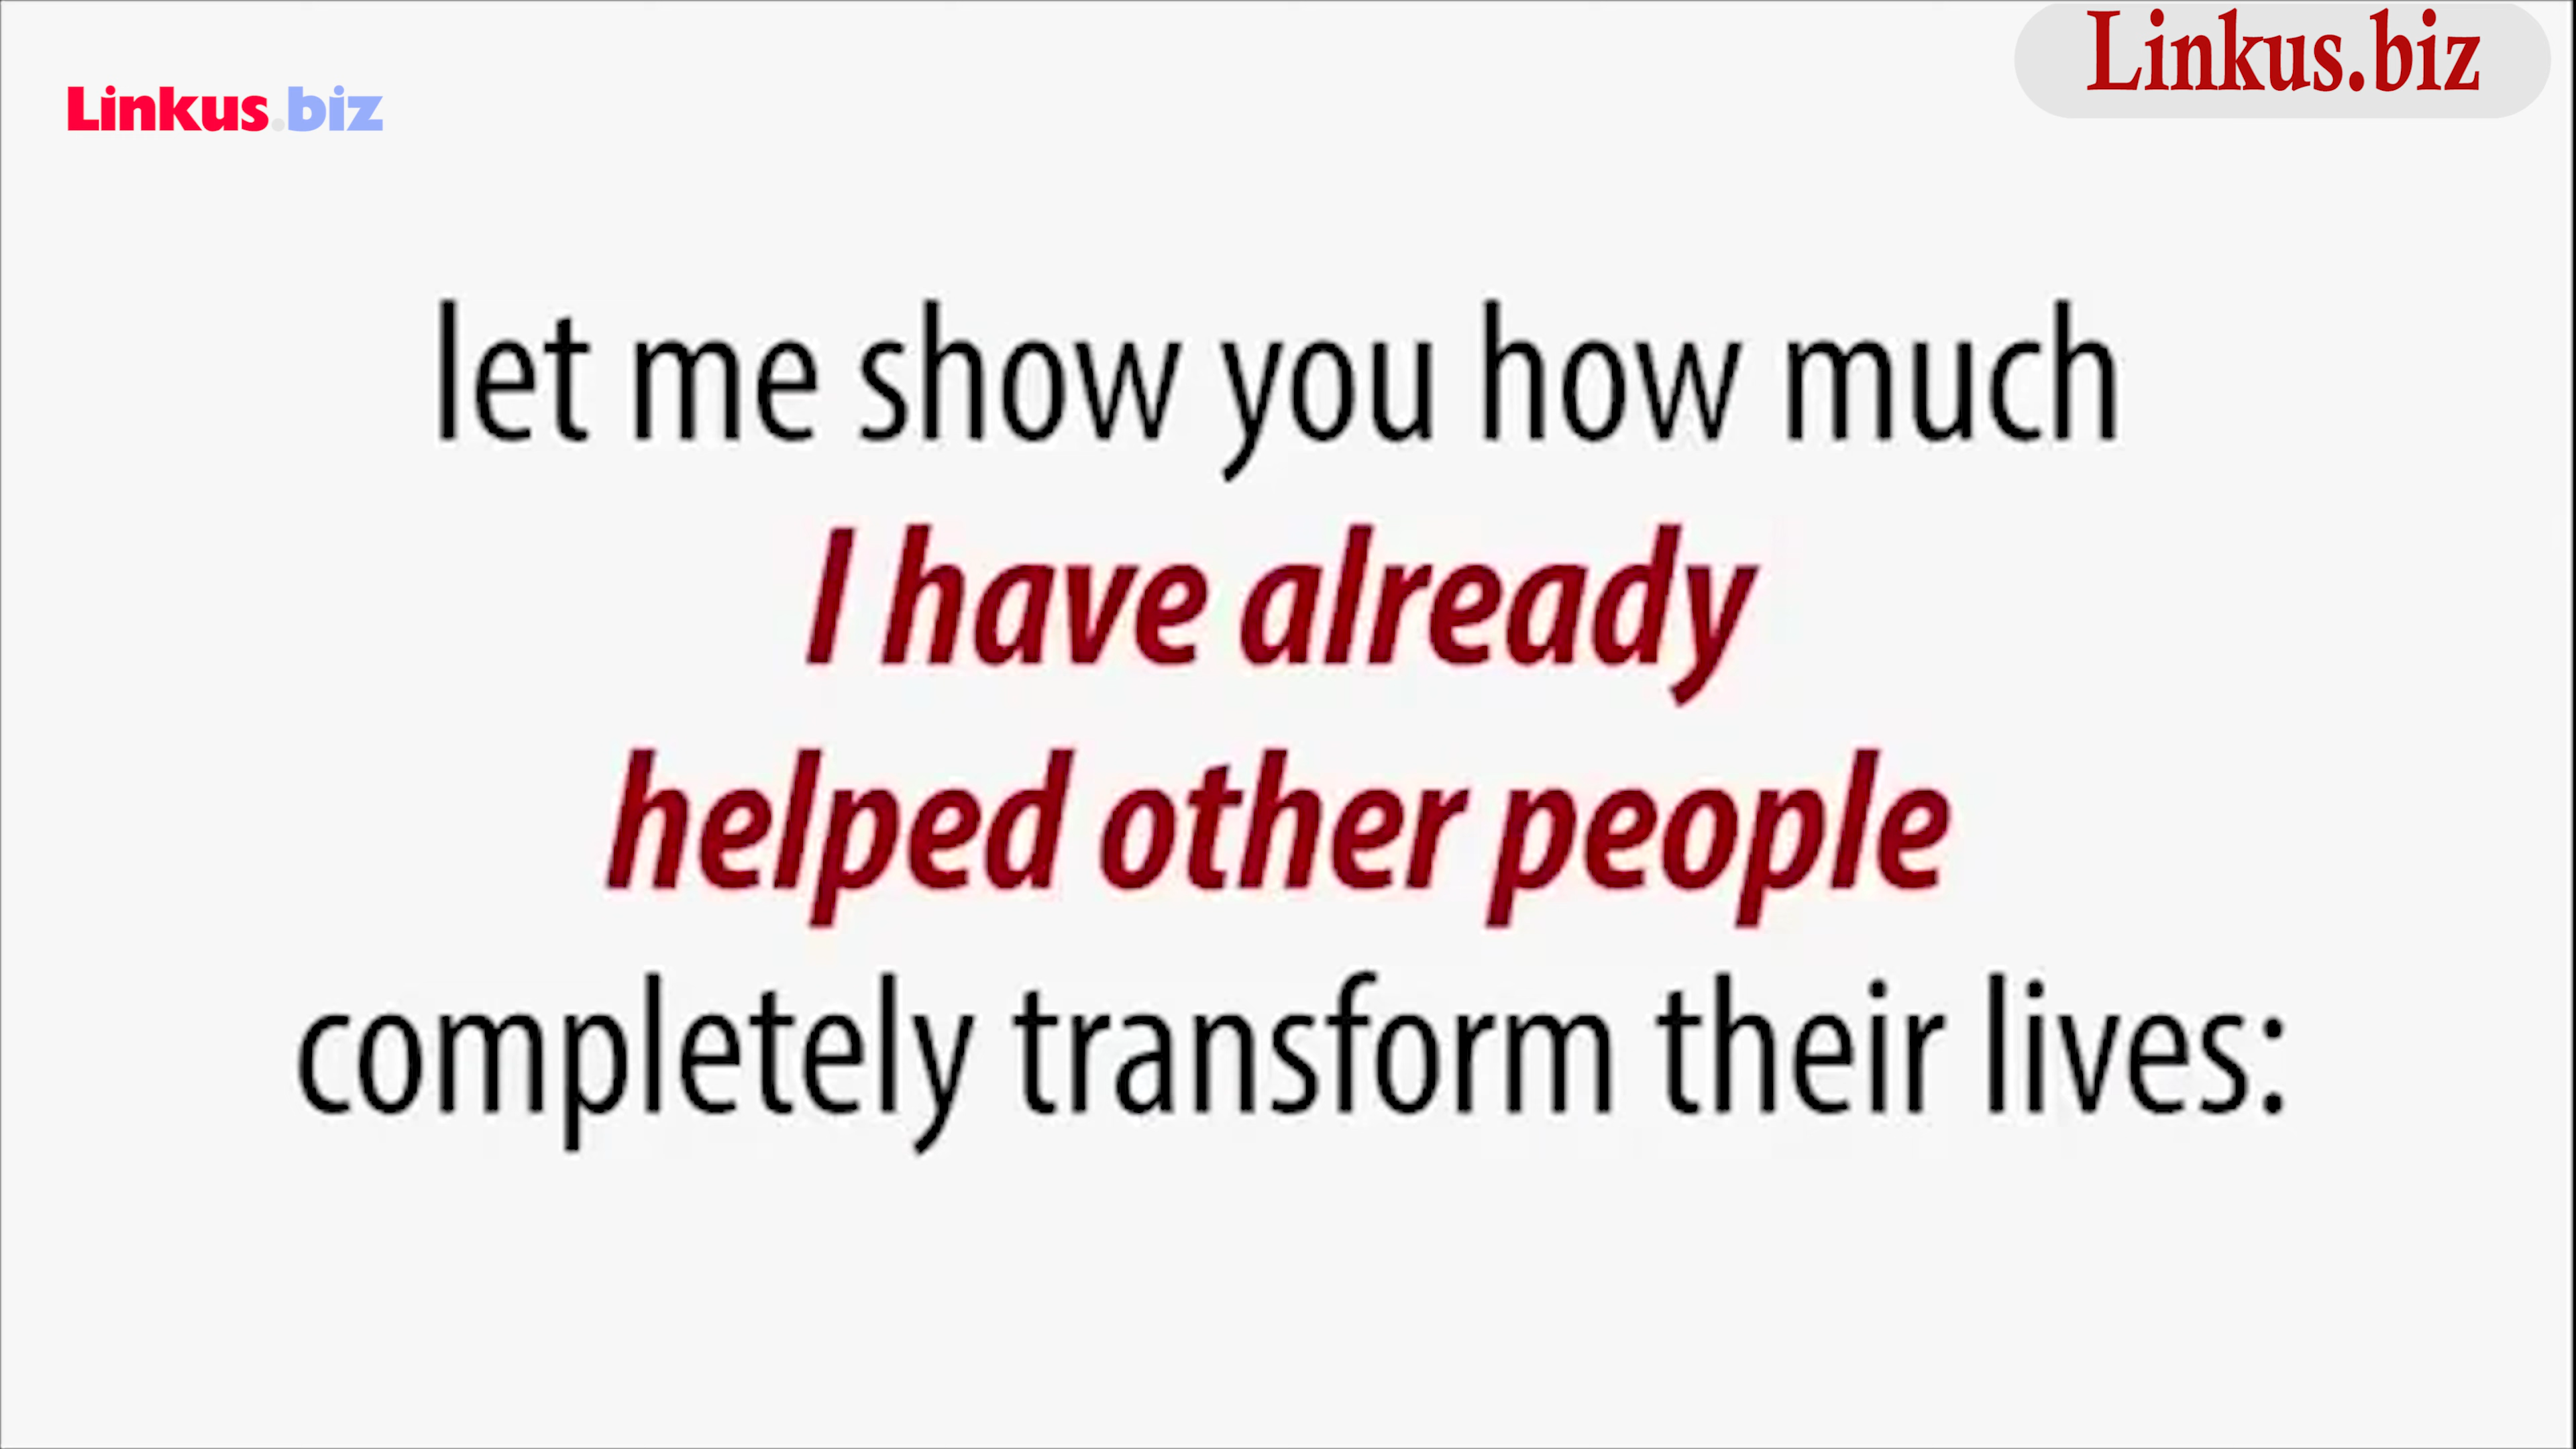 Linkus.biz
Linkus.biz
let me show you how much
I have already
helped other people
completely transform their lives: